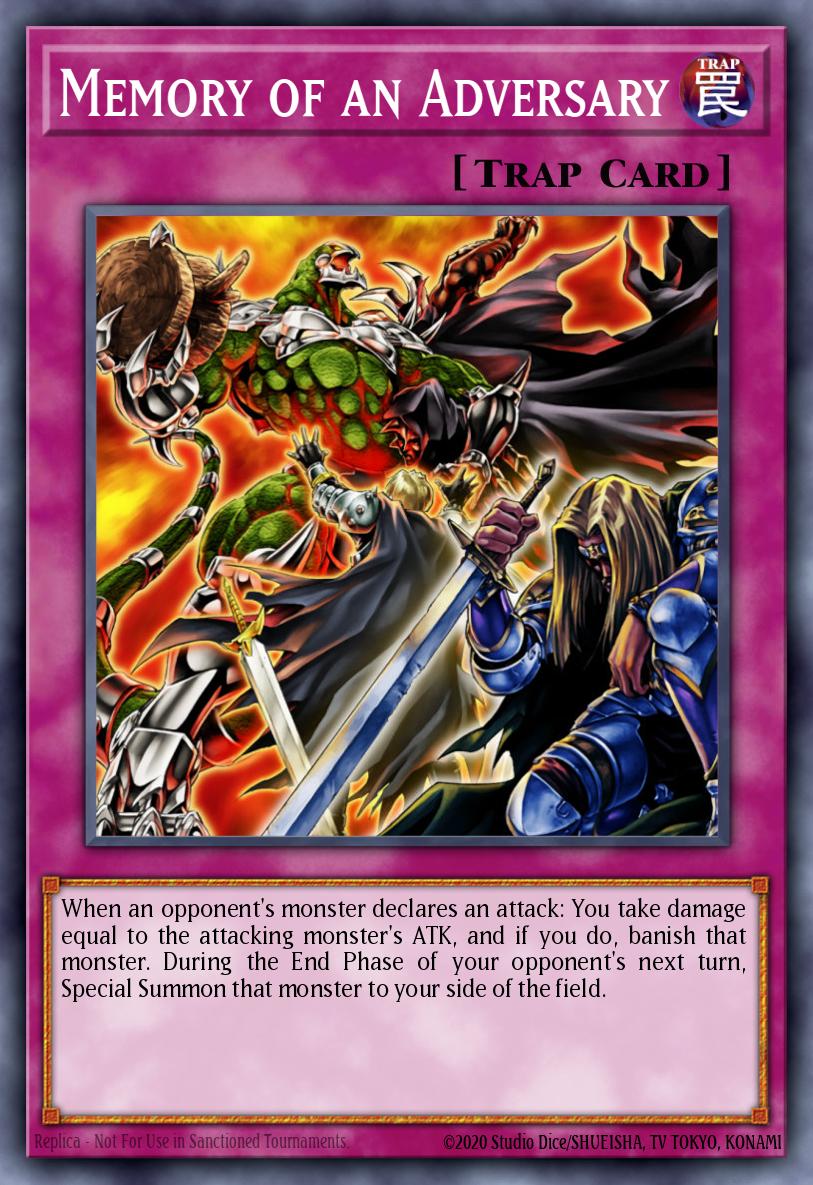 Memory of an Adversary
TRAP
罠
[Trap Card]
When an opponent's monster declares an attack: You take damage
equal to the attacking monster's ATK, and if you do, banish that
monster. During the End Phase of your opponent's next turn,
Special Summon that monster to your side of the field.
Replica - Not For Use in Sanctioned Tournaments.
©2020 Studio Dice/SHUEISHA, TV TOKYO, KONAMI